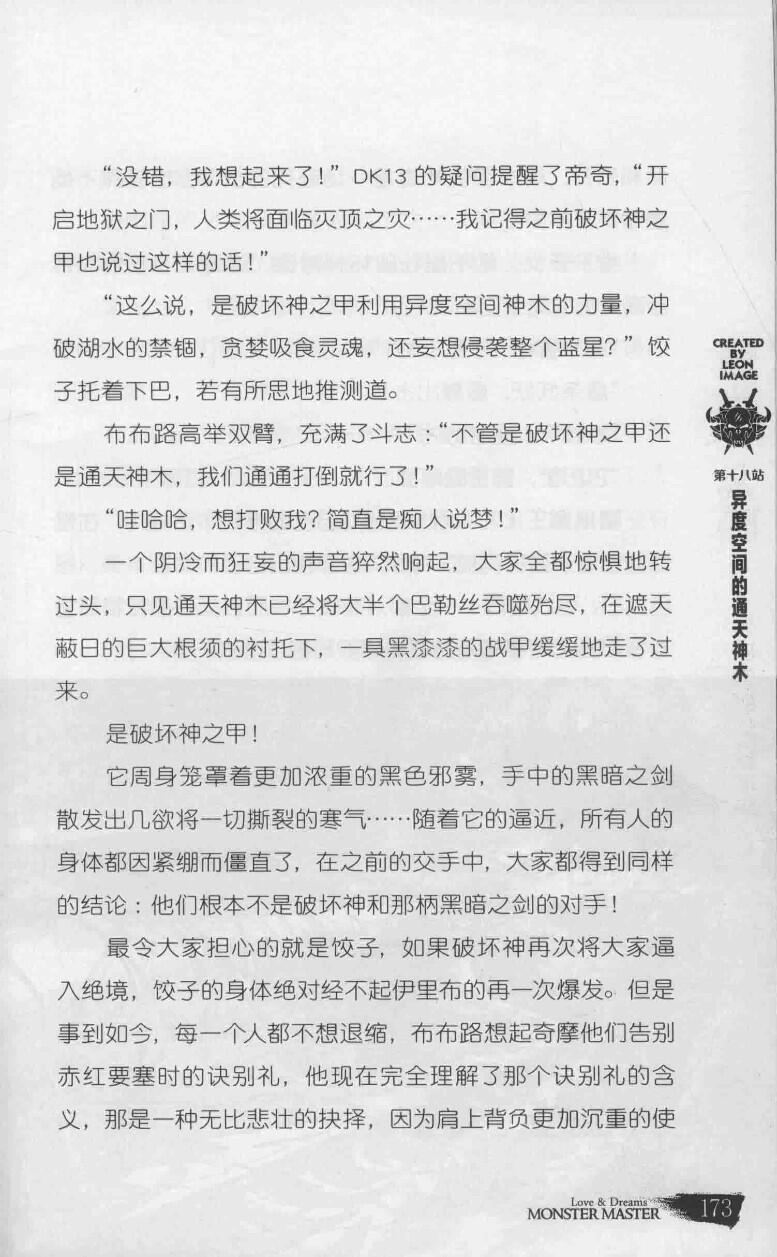 “没错，我想起来了！”DK13的疑问提醒了帝奇，“开
启地狱之门，人类将面临灭顶之灾……我记得之前破坏神之
甲也说过这样的话！”
“这么说，是破坏神之甲利用异度空间神木的力量，冲
破湖水的禁锢，贪婪吸食灵魂，还妄想侵袭整个蓝星？”饺
子托着下巴，若有所思地推测道。
布布路高举双臂，充满了斗志：“不管是破坏神之甲还
是通天神木，我们通通打倒就行了！”
“哇哈哈，想打败我？简直是痴人说梦！”
一个阴冷而狂妄的声音猝然响起，大家全都惊惧地转
过头，只见通天神木已经将大半个巴勒丝吞噬殆尽，在遮天
蔽日的巨大根须的衬托下，一具黑漆漆的战甲缓缓地走了过
来。
是破坏神之甲！
它周身笼罩着更加浓重的黑色邪雾，手中的黑暗之剑
散发出几欲将一切撕裂的寒气……随着它的逼近，所有人的
身体都因紧绷而僵直了，在之前的交手中，大家都得到同样
的结论：他们根本不是破坏神和那柄黑暗之剑的对手！
最令大家担心的就是饺子，如果破坏神再次将大家逼
入绝境，饺子的身体绝对经不起伊里布的再一次爆发。但是
事到如今，每一个人都不想退缩，布布路想起奇摩他们告别
赤红要塞时的诀别礼，他现在完全理解了那个诀别礼的含
义，那是一种无比悲壮的抉择，因为肩上背负更加沉重的使
CREATED
BY
LEON
IMAGE
第十八站
异度空间的通天神木
Love & Dreams
MONSTER MASTER
173